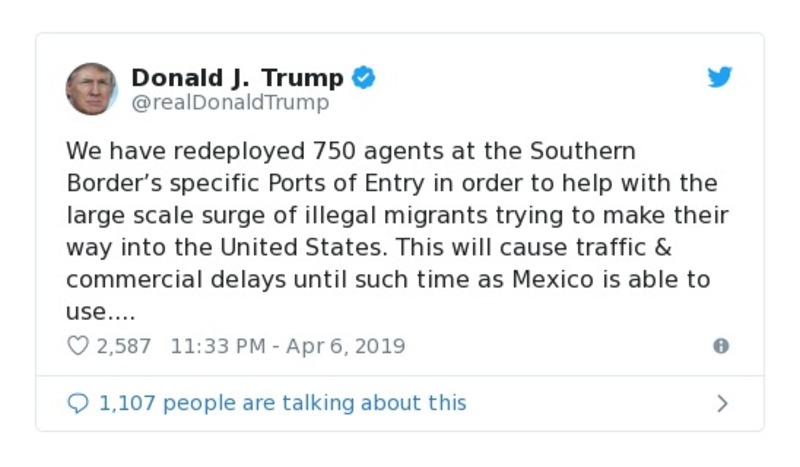 Donald J. Trump
@realDonaldTrump
We have redeployed 750 agents at the Southern
Border’s specific Ports of Entry in order to help with the
large scale surge of illegal migrants trying to make their
way into the United States. This will cause traffic &
commercial delays until such time as Mexico is able to
use....
2,587 11:33 PM - Apr 6, 2019
1,107 people are talking about this